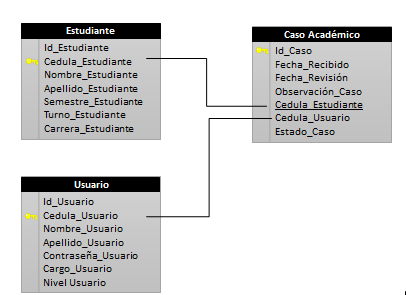 Estudiante
Id_Estudiante
Cedula_Estudiante
Nombre_Estudiante
Apellido_Estudiante
Semestre_Estudiante
Turno_Estudiante
Carrera_Estudiante
Caso Académico
Id_Caso
Fecha_Recibido
Fecha_Revisión
Observación_Caso
Cedula_Estudiante
Cedula_Usuario
Estado_Caso
Usuario
Id_Usuario
Cedula_Usuario
Nombre_Usuario
Apellido_Usuario
Contraseña_Usuario
Cargo_Usuario
Nivel Usuario